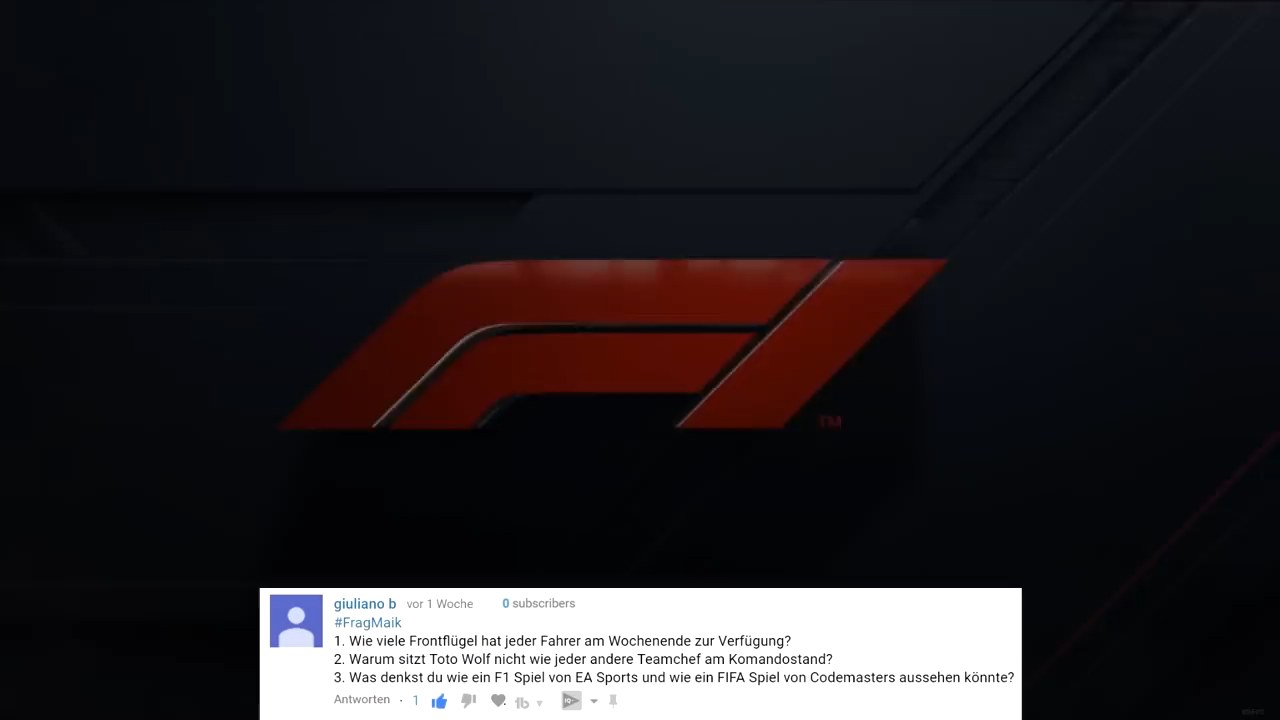 F1
TM
giuliano b vor 1 Woche 0 subscribers
#FragMaik
1. Wie viele Frontflügel hat jeder Fahrer am Wochenende zur Verfügung?
2. Warum sitzt Toto Wolf nicht wie jeder andere Teamchef am Komandostand?
3. Was denkst du wie ein F1 Spiel von EA Sports und wie ein FIFA Spiel von Codemasters aussehen könnte?
Antworten · 1